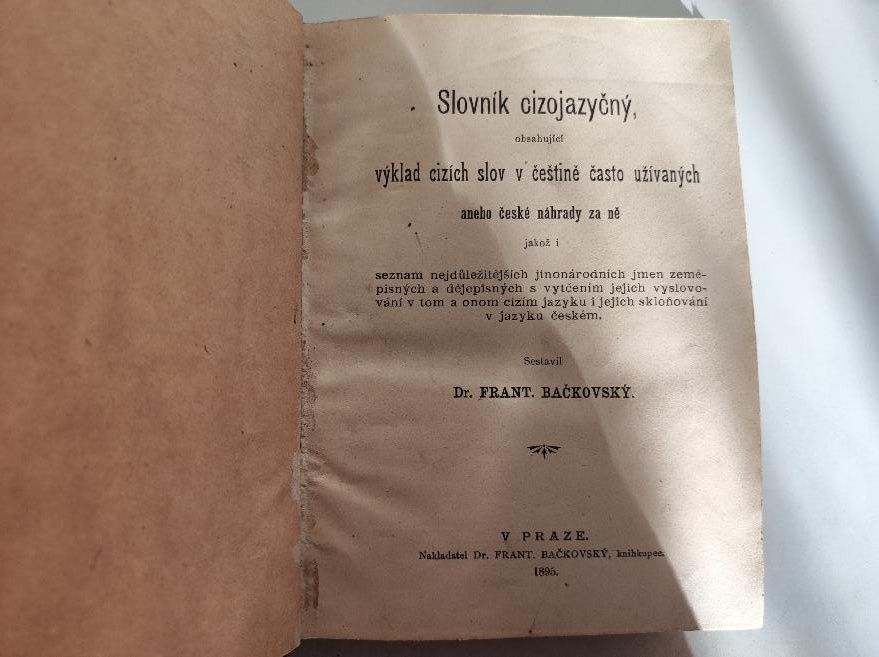 Slovník cizojazyčný,
obsahující
výklad cizích slov v češtině často užívaných
anebo české náhrady za ně
jakož i
seznam nejdůležitějších jinonárodních jmen země-
pisných a dějepisných s vytčením jejich vyslovo-
vání v tom a onom cizím jazyku i jejich skloňování
v jazyku českém.
Sestavil
Dr. FRANT. BAČKOVSKÝ.
V PRAZE.
Nakladatel Dr. FRANT. BAČKOVSKÝ, knihkupec.
1895.